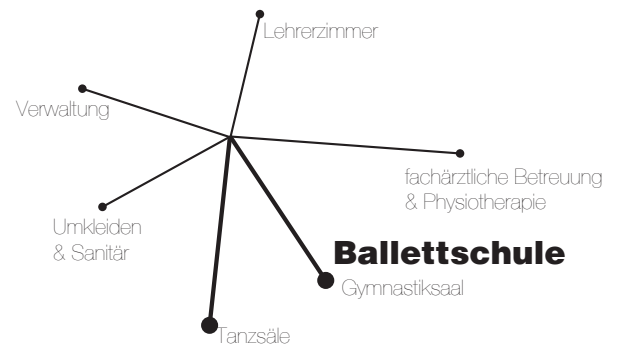 Lehrerzimmer
Verwaltung
fachärztliche Betreuung
& Physiotherapie
Umkleiden
& Sanitär
Ballettschule
Gymnastiksaal
Tanzsäle